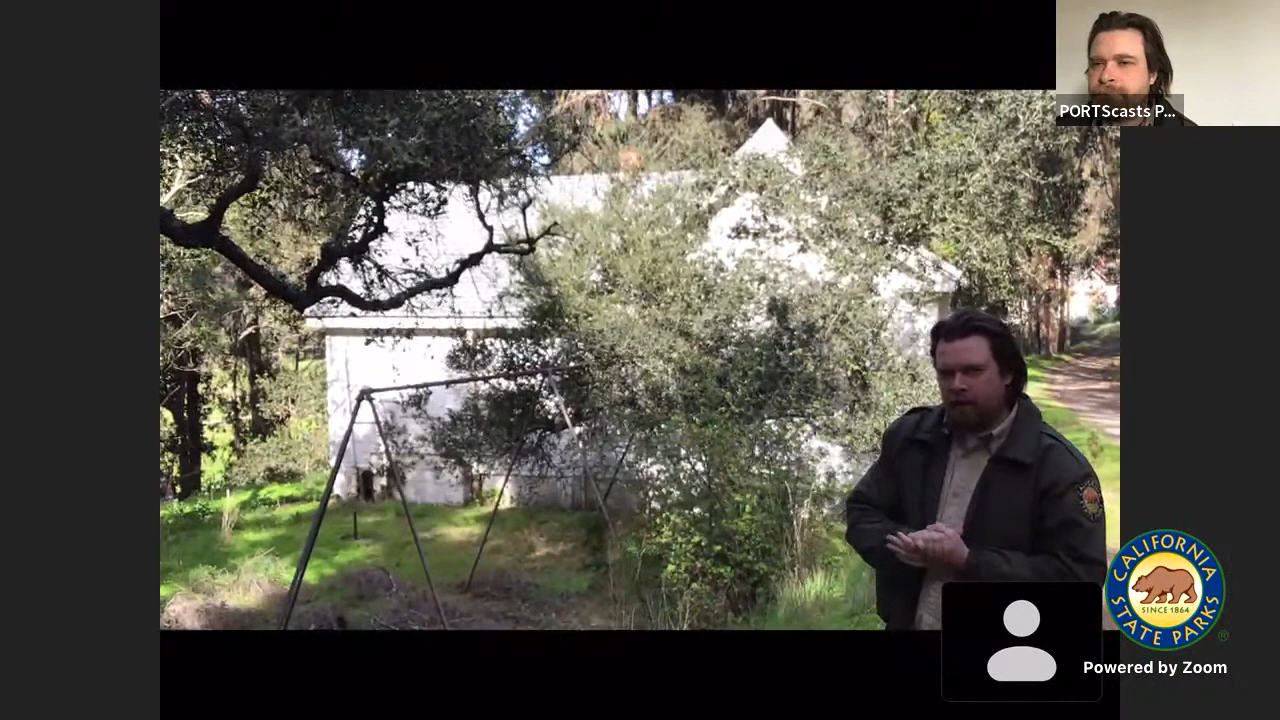 PORTScasts P...
CALIFORNIA
SINCE 1864
STATE PARKS
®
Powered by Zoom